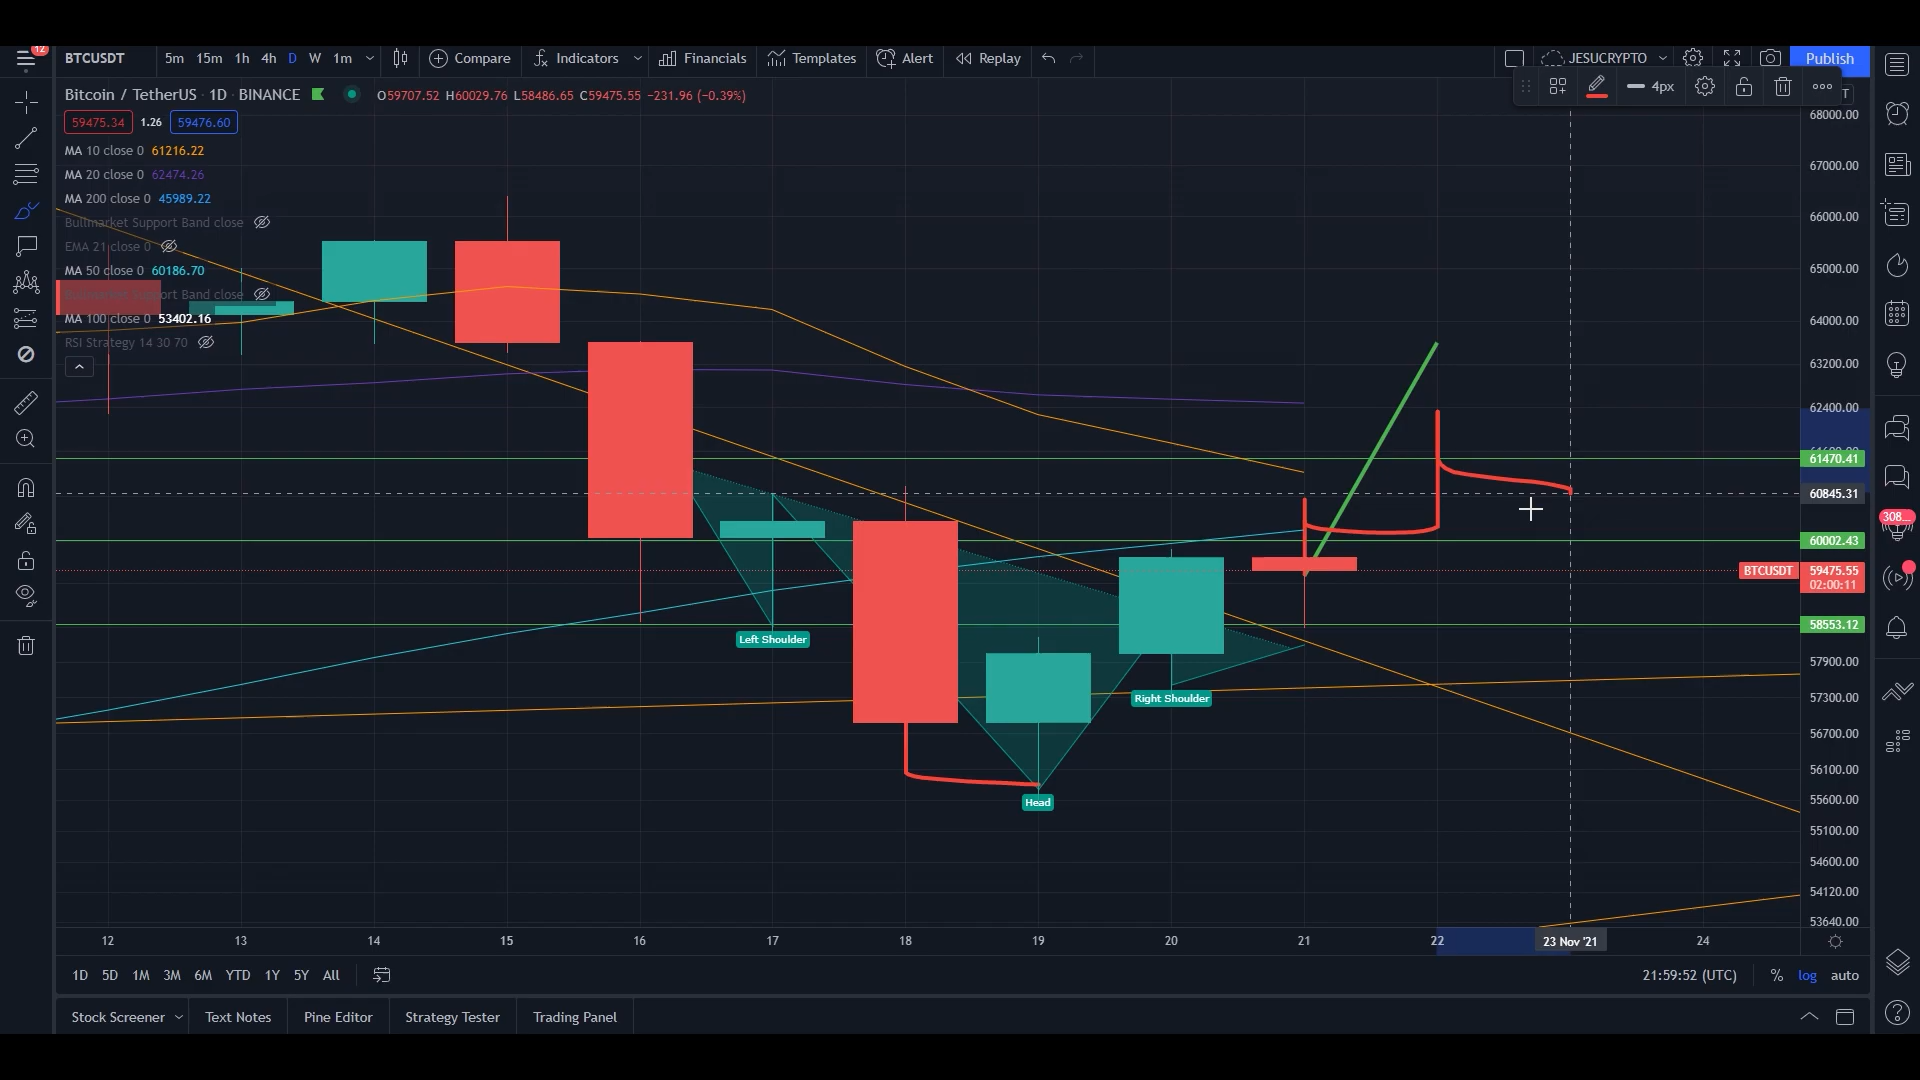 12
BTCUSDT 5m 15m 1h 4h D W 1m Compare Indicators Financials Templates Alert Replay JESUCRYPTO Publish
Bitcoin / TetherUS · 1D · BINANCE O59707.52 H60029.76 L58486.65 C59475.55 −231.96 (−0.39%)
4px
59475.34 1.26 59476.60
MA 10 close 0 61216.22
MA 20 close 0 62474.26
MA 200 close 0 45989.22
Bullmarket Support Band close
EMA 21 close 0
MA 50 close 0 60186.70
Bullmarket Support Band close
MA 100 close 0 53402.16
RSI Strategy 14 30 70
T
68000.00
67000.00
66000.00
65000.00
64000.00
63200.00
62400.00
61470.41
60845.31
308...
60002.43
BTCUSDT 59475.55
02:00:11
58553.12
57900.00
57300.00
56700.00
56100.00
55600.00
55100.00
54600.00
54120.00
53640.00
Left Shoulder
Right Shoulder
Head
12 13 14 15 16 17 18 19 20 21 22 23 Nov '21 24
1D 5D 1M 3M 6M YTD 1Y 5Y All 21:59:52 (UTC) % log auto
Stock Screener Text Notes Pine Editor Strategy Tester Trading Panel